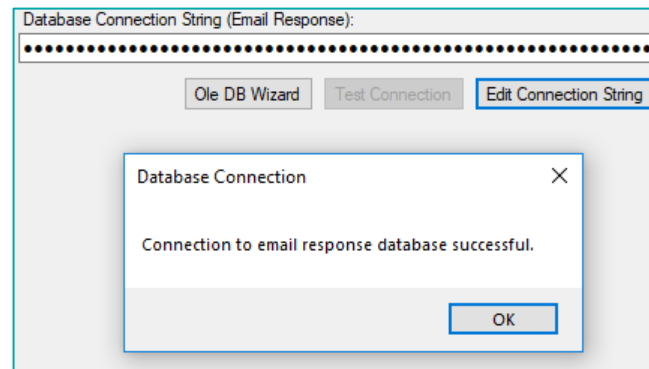 Database Connection String (Email Response):
••••••••••••••••••••••••••••••••••••••••••••••••••••••••••••
Ole DB Wizard Test Connection Edit Connection String
Database Connection
Connection to email response database successful.
OK